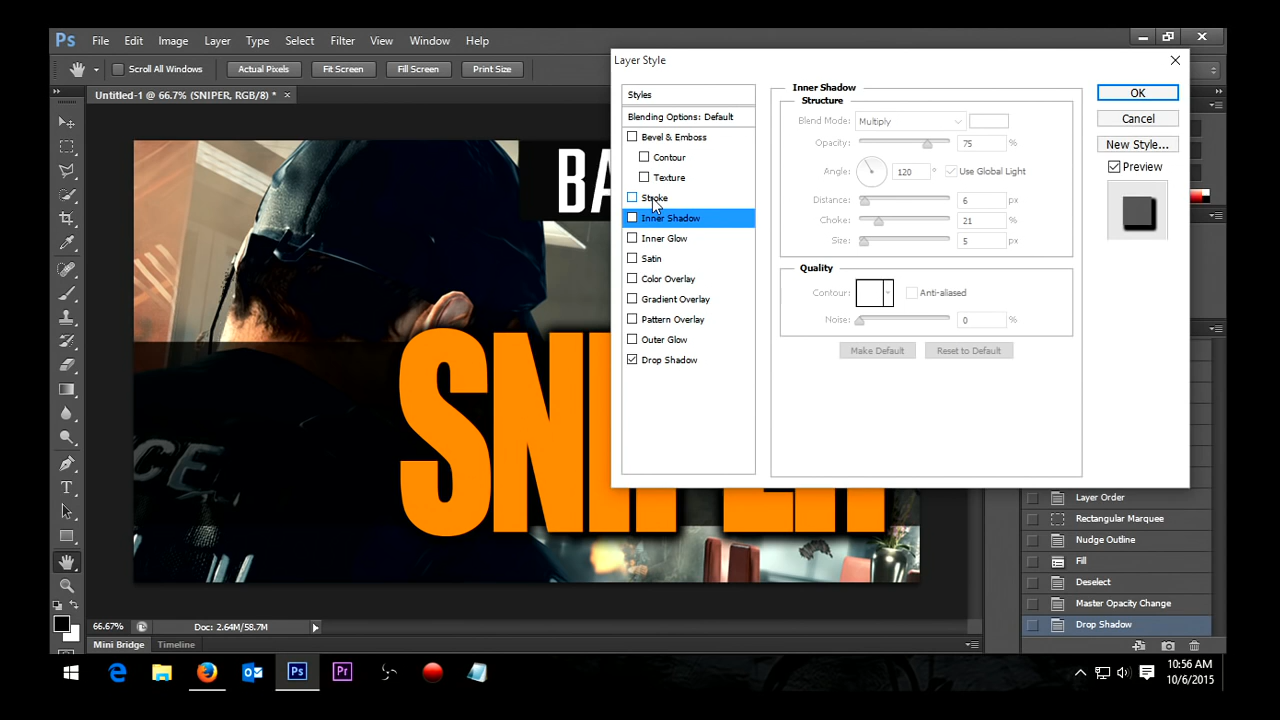 Ps File Edit Image Layer Type Select Filter View Window Help
Scroll All Windows Actual Pixels Fit Screen Fill Screen Print Size
Untitled-1 @ 66.7% (SNIPER, RGB/8) * ×
BA
SNIPER
CE
Layer Style
Styles
Blending Options: Default
Bevel & Emboss
Contour
Texture
Stroke
Inner Shadow
Inner Glow
Satin
Color Overlay
Gradient Overlay
Pattern Overlay
Outer Glow
Drop Shadow
Inner Shadow
Structure
Blend Mode: Multiply
Opacity: 75 %
Angle: 120 ° Use Global Light
Distance: 6 px
Choke: 21 %
Size: 5 px
Quality
Contour: Anti-aliased
Noise: 0 %
Make Default Reset to Default
OK
Cancel
New Style...
Preview
Layer Order
Rectangular Marquee
Nudge Outline
Fill
Deselect
Master Opacity Change
Drop Shadow
66.67% Doc: 2.64M/58.7M
Mini Bridge Timeline
Ps Pr
10:56 AM
10/6/2015